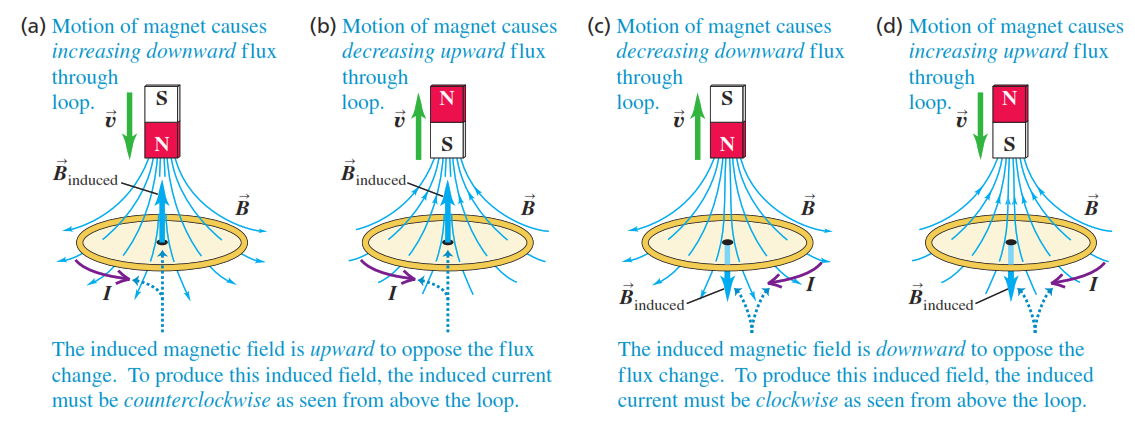 (a) Motion of magnet causes
increasing downward flux
through
loop.
v
S
N
B induced
B
I
(b) Motion of magnet causes
decreasing upward flux
through
loop.
v
N
S
B induced
B
I
The induced magnetic field is upward to oppose the flux
change. To produce this induced field, the induced current
must be counterclockwise as seen from above the loop.
(c) Motion of magnet causes
decreasing downward flux
through
loop.
v
S
N
B
B induced
I
(d) Motion of magnet causes
increasing upward flux
through
loop.
v
N
S
B
B induced
I
The induced magnetic field is downward to oppose the
flux change. To produce this induced field, the induced
current must be clockwise as seen from above the loop.